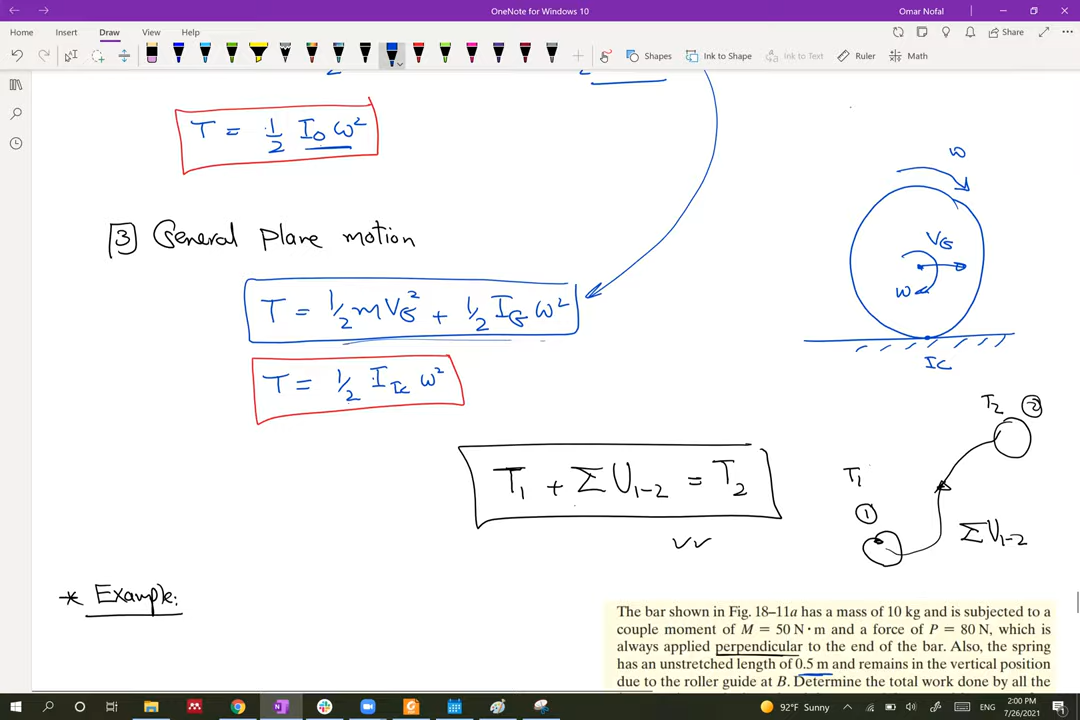 OneNote for Windows 10
Omar Nofal
Home Insert Draw View Help
Share
Shapes Ink to Shape Ink to Text Ruler Math
T = 1/2 I_O ω²
ω
3 General plane motion
V_G
T = 1/2 m V_G² + 1/2 I_G ω²
ω
IC
T = 1/2 I_IC ω²
T₂ 2
T₁ + ΣU₁₋₂ = T₂
T₁
1
ΣU₁₋₂
* Example:
The bar shown in Fig. 18–11a has a mass of 10 kg and is subjected to a
couple moment of M = 50 N·m and a force of P = 80 N, which is
always applied perpendicular to the end of the bar. Also, the spring
has an unstretched length of 0.5 m and remains in the vertical position
due to the roller guide at B. Determine the total work done by all the
92°F Sunny
ENG
2:00 PM
7/26/2021